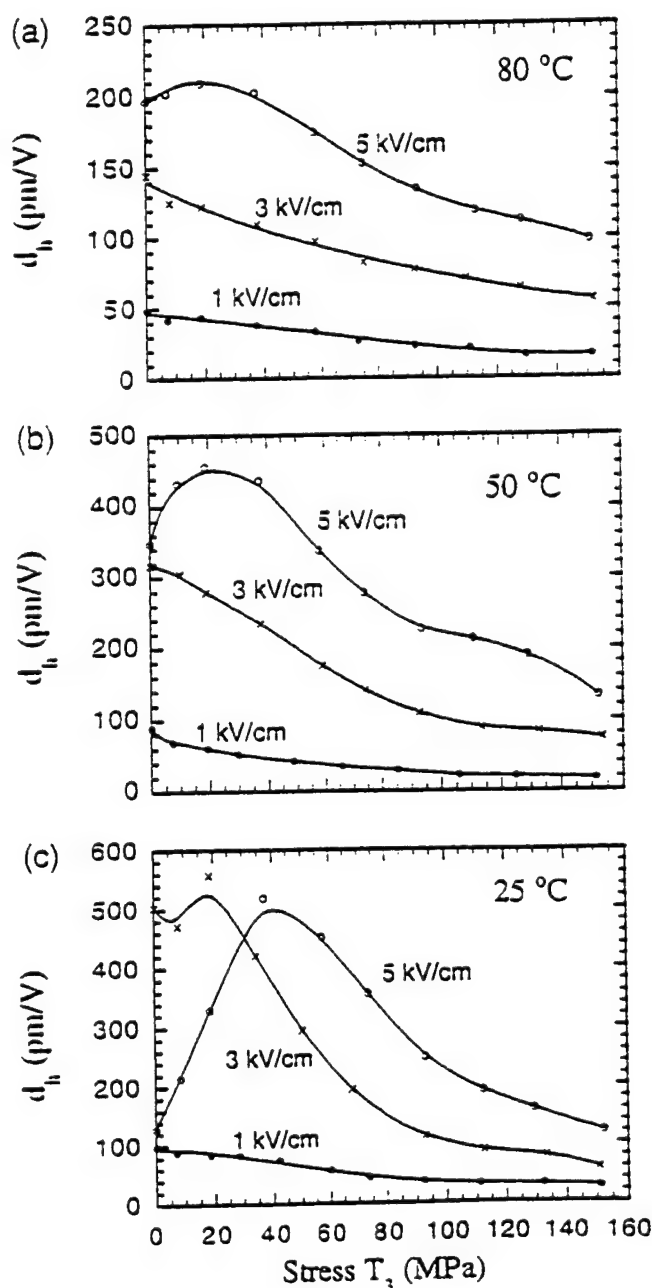 (a)
250
200
150
100
50
0
d_h (pm/V)
80 °C
5 kV/cm
3 kV/cm
1 kV/cm
(b)
500
400
300
200
100
0
d_h (pm/V)
50 °C
5 kV/cm
3 kV/cm
1 kV/cm
(c)
600
500
400
300
200
100
0
d_h (pm/V)
25 °C
5 kV/cm
3 kV/cm
1 kV/cm
0 20 40 60 80 100 120 140 160
Stress T_3 (MPa)